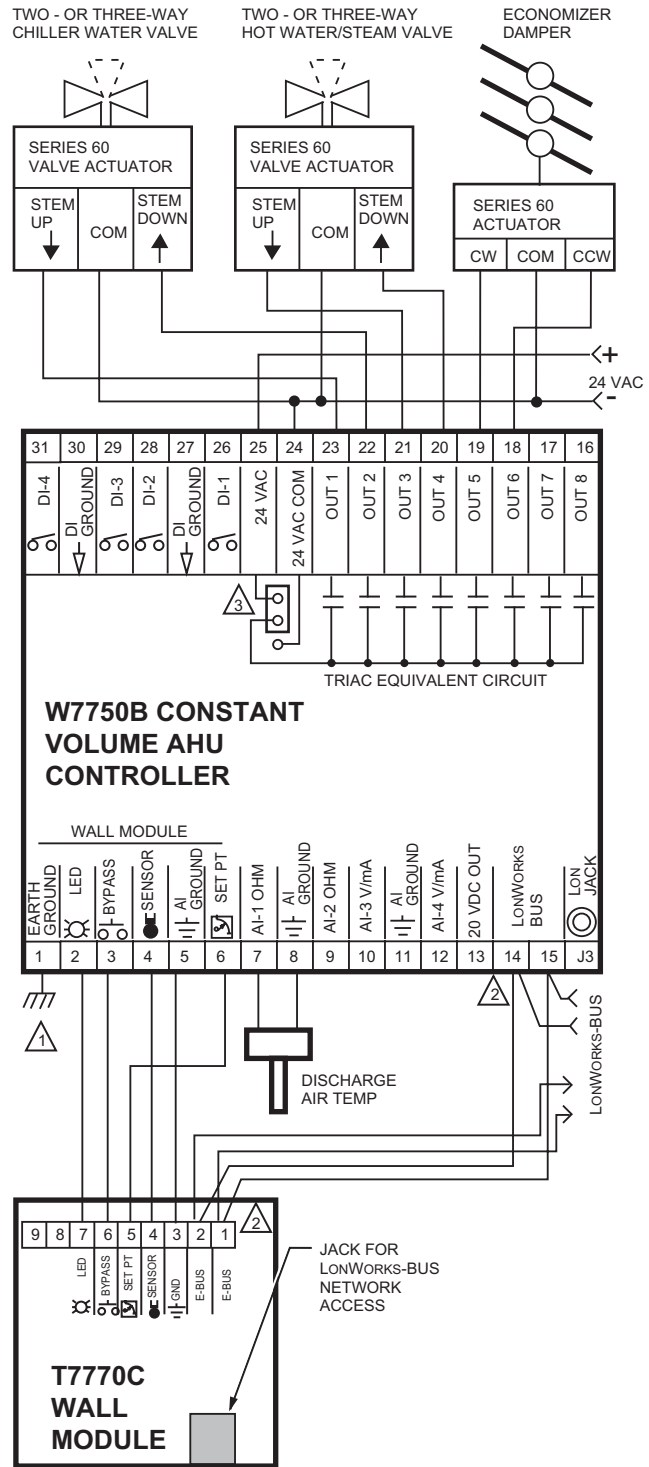 TWO - OR THREE-WAY
CHILLER WATER VALVE
TWO - OR THREE-WAY
HOT WATER/STEAM VALVE
ECONOMIZER
DAMPER
SERIES 60
VALVE ACTUATOR
STEM
UP
COM
STEM
DOWN
SERIES 60
VALVE ACTUATOR
STEM
UP
COM
STEM
DOWN
SERIES 60
ACTUATOR
CW
COM
CCW
+
24 VAC
-
31 30 29 28 27 26 25 24 23 22 21 20 19 18 17 16
DI-4
DI
GROUND
DI-3
DI-2
DI
GROUND
DI-1
24 VAC
24 VAC COM
OUT 1
OUT 2
OUT 3
OUT 4
OUT 5
OUT 6
OUT 7
OUT 8
3
TRIAC EQUIVALENT CIRCUIT
W7750B CONSTANT
VOLUME AHU
CONTROLLER
WALL MODULE
EARTH
GROUND
LED
BYPASS
SENSOR
AI
GROUND
SET PT
AI-1 OHM
AI
GROUND
AI-2 OHM
AI-3 V/mA
AI
GROUND
AI-4 V/mA
20 VDC OUT
LONWORKS
BUS
LON
JACK
1 2 3 4 5 6 7 8 9 10 11 12 13 14 15 J3
1
2
DISCHARGE
AIR TEMP
LONWORKS-BUS
9 8 7 6 5 4 3 2 1
2
LED
BYPASS
SET PT
SENSOR
GND
E-BUS
E-BUS
JACK FOR
LONWORKS-BUS
NETWORK
ACCESS
T7770C
WALL
MODULE